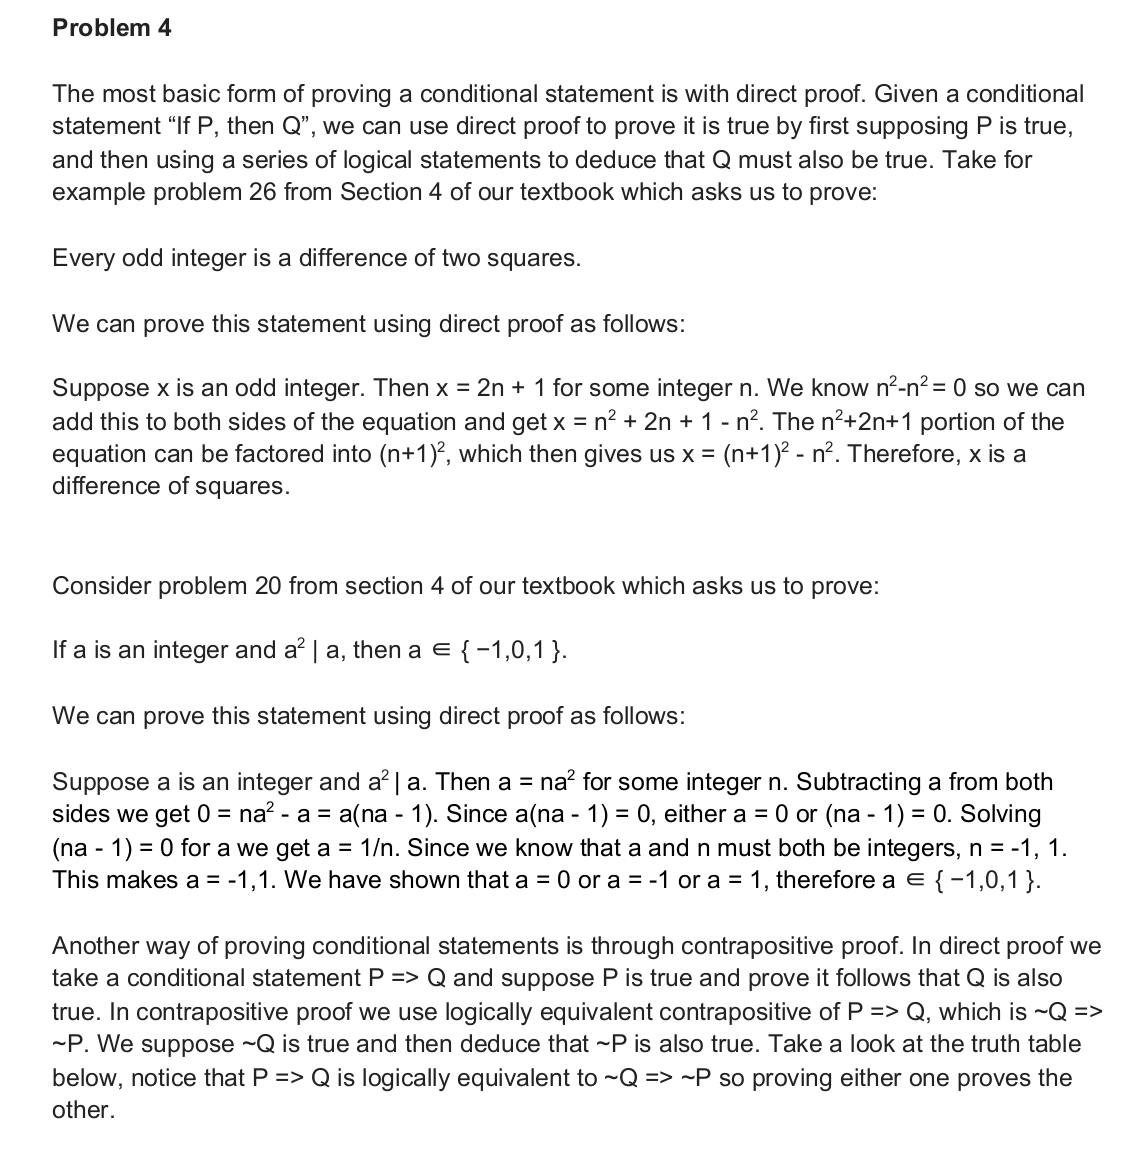 Problem 4
The most basic form of proving a conditional statement is with direct proof. Given a conditional
statement “If P, then Q”, we can use direct proof to prove it is true by first supposing P is true,
and then using a series of logical statements to deduce that Q must also be true. Take for
example problem 26 from Section 4 of our textbook which asks us to prove:
Every odd integer is a difference of two squares.
We can prove this statement using direct proof as follows:
Suppose x is an odd integer. Then x = 2n + 1 for some integer n. We know n²-n² = 0 so we can
add this to both sides of the equation and get x = n² + 2n + 1 - n². The n²+2n+1 portion of the
equation can be factored into (n+1)², which then gives us x = (n+1)² - n². Therefore, x is a
difference of squares.
Consider problem 20 from section 4 of our textbook which asks us to prove:
If a is an integer and a² | a, then a ∈ {−1,0,1}.
We can prove this statement using direct proof as follows:
Suppose a is an integer and a² | a. Then a = na² for some integer n. Subtracting a from both
sides we get 0 = na² - a = a(na - 1). Since a(na - 1) = 0, either a = 0 or (na - 1) = 0. Solving
(na - 1) = 0 for a we get a = 1/n. Since we know that a and n must both be integers, n = -1, 1.
This makes a = -1,1. We have shown that a = 0 or a = -1 or a = 1, therefore a ∈ {−1,0,1}.
Another way of proving conditional statements is through contrapositive proof. In direct proof we
take a conditional statement P => Q and suppose P is true and prove it follows that Q is also
true. In contrapositive proof we use logically equivalent contrapositive of P => Q, which is ~Q =>
~P. We suppose ~Q is true and then deduce that ~P is also true. Take a look at the truth table
below, notice that P => Q is logically equivalent to ~Q => ~P so proving either one proves the
other.